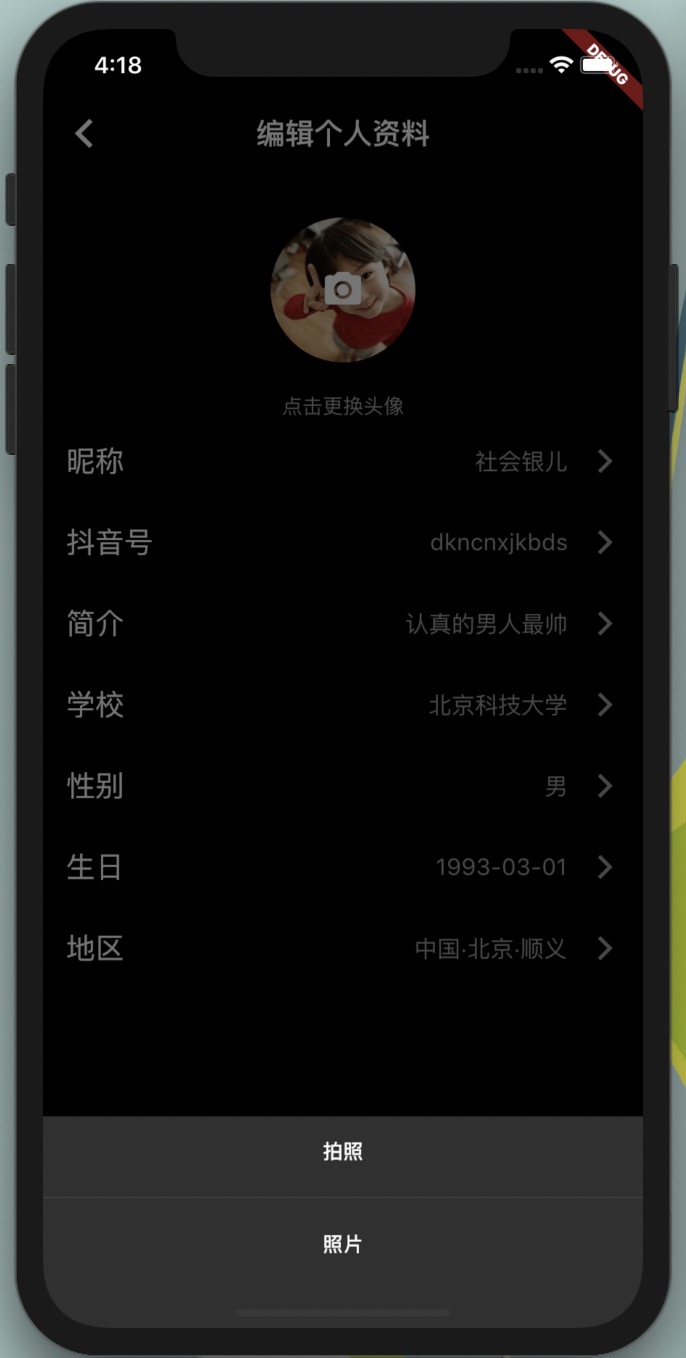 4:18
DEBUG
编辑个人资料
点击更换头像
昵称 社会银儿
抖音号 dkncnxjkbds
简介 认真的男人最帅
学校 北京科技大学
性别 男
生日 1993-03-01
地区 中国·北京·顺义
拍照
照片